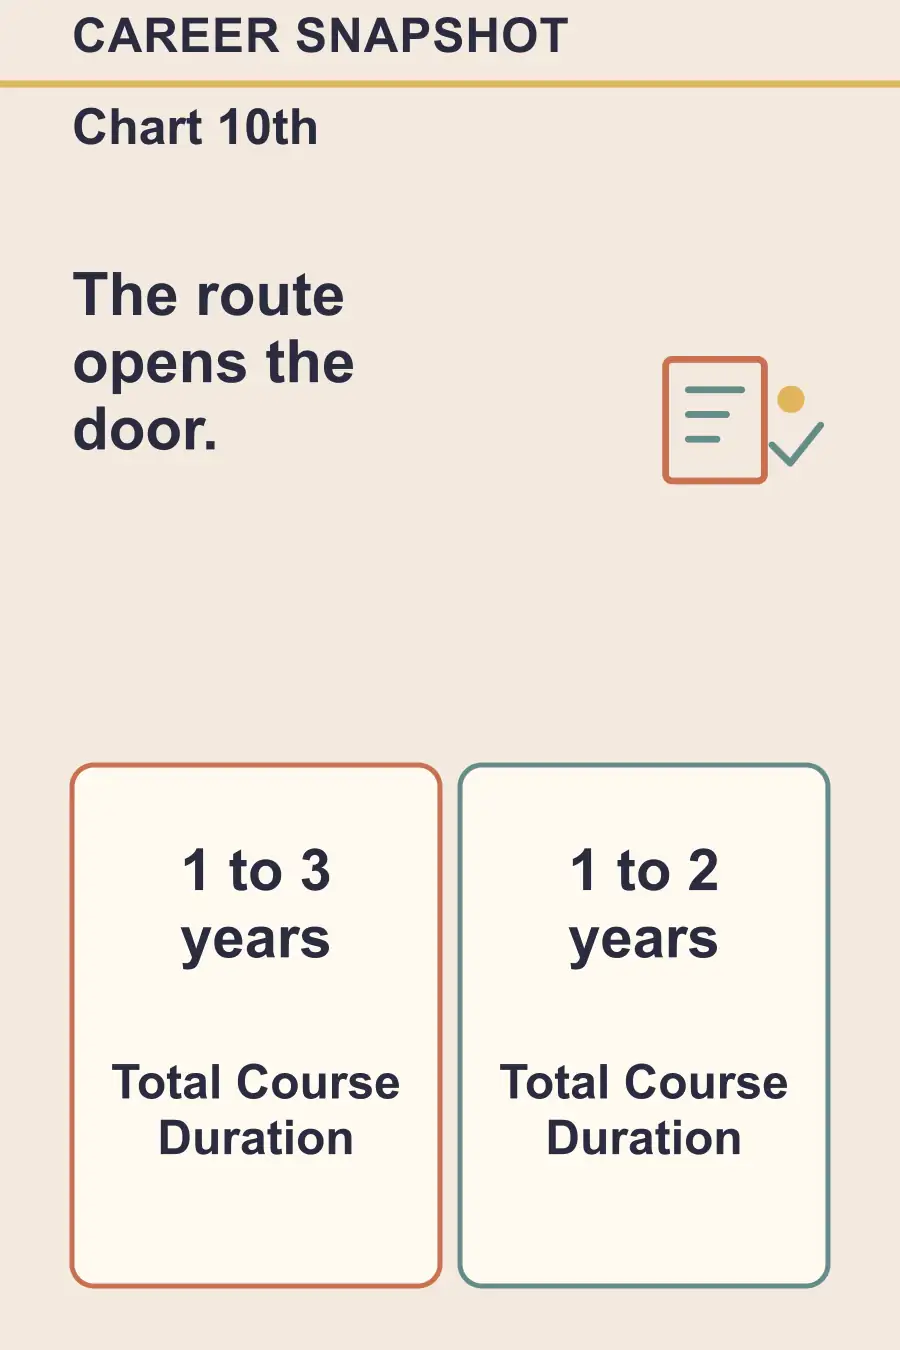 CAREER SNAPSHOT
Chart 10th
The route
opens the
door.
1 to 3
years
Total Course
Duration
1 to 2
years
Total Course
Duration